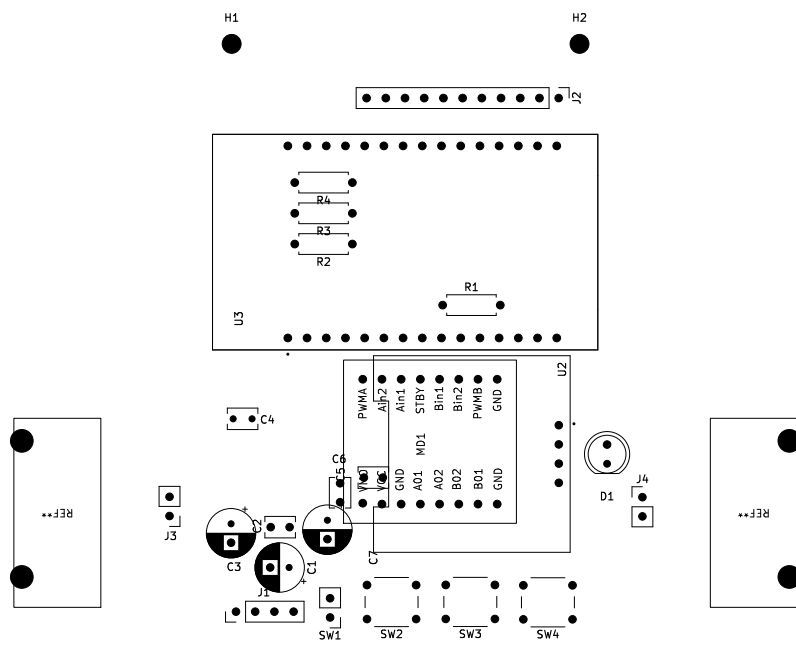 H1
H2
J2
R4
R3
R2
R1
U3
U2
PWMA
Ain2
Ain1
STBY
Bin1
Bin2
PWMB
GND
C4
MD1
C6
C5
VCC
GND
A01
A02
B02
B01
GND
D1
J4
REF**
REF**
J3
C2
C3
C1
C7
J1
+
+
SW1
SW2
SW3
SW4